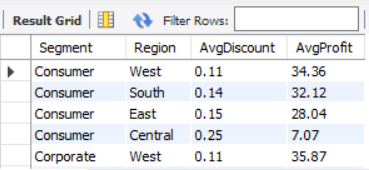 Result Grid Filter Rows:
Segment Region AvgDiscount AvgProfit
Consumer West 0.11 34.36
Consumer South 0.14 32.12
Consumer East 0.15 28.04
Consumer Central 0.25 7.07
Corporate West 0.11 35.87